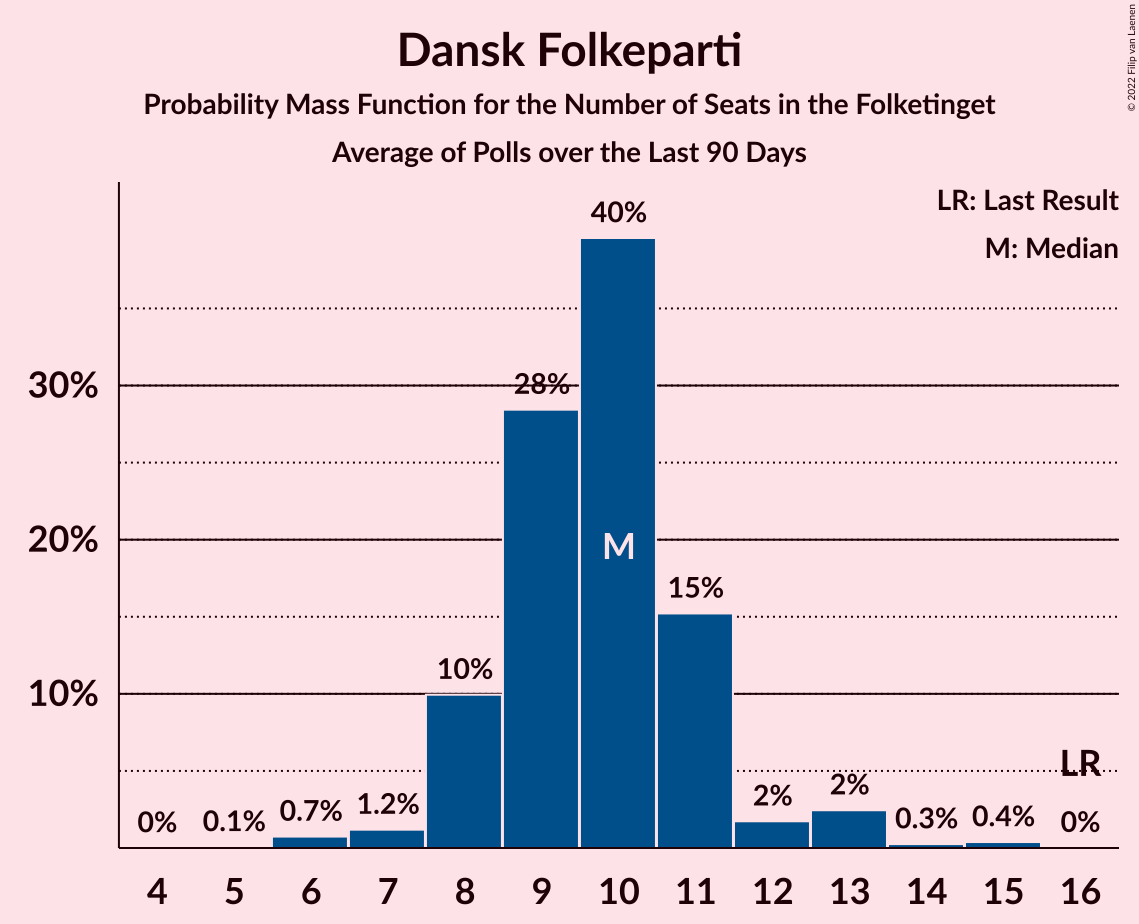 Dansk Folkeparti
Probability Mass Function for the Number of Seats in the Folketinget
Average of Polls over the Last 90 Days
© 2022 Filip van Laenen
LR: Last Result
M: Median
40%
30%
28%
20%
M
15%
10%
10%
LR
0%
0.1%
0.7%
1.2%
2%
2%
0.3%
0.4%
0%
4 5 6 7 8 9 10 11 12 13 14 15 16